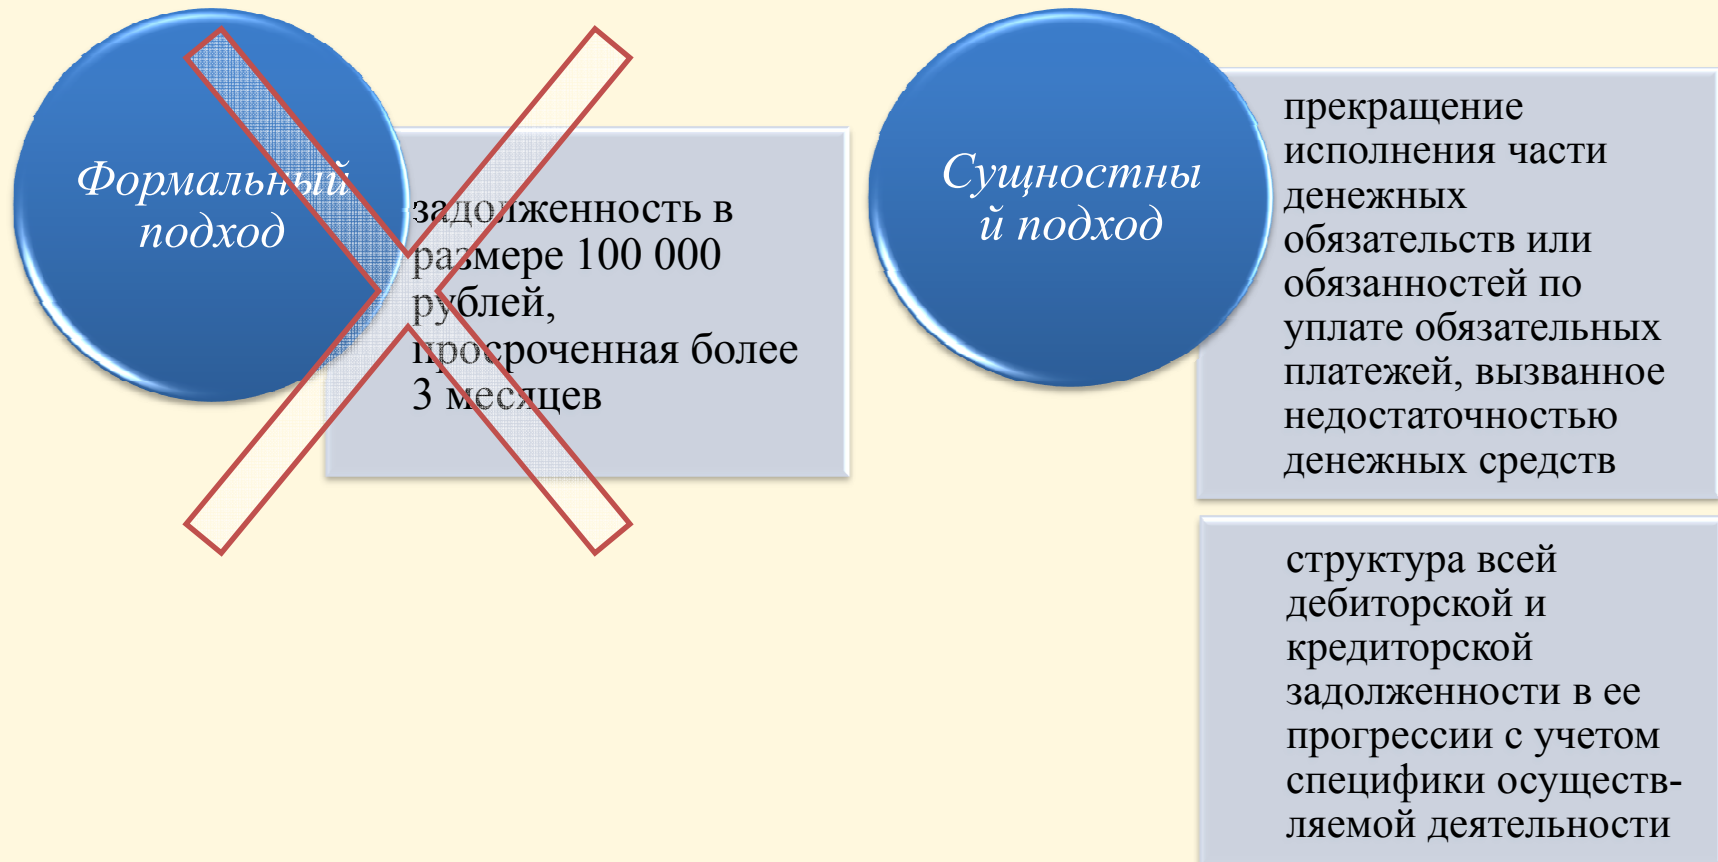 Формальный
подход
задолженность в
размере 100 000
рублей,
просроченная более
3 месяцев
Сущностны
й подход
прекращение
исполнения части
денежных
обязательств или
обязанностей по
уплате обязательных
платежей, вызванное
недостаточностью
денежных средств
структура всей
дебиторской и
кредиторской
задолженности в ее
прогрессии с учетом
специфики осуществ-
ляемой деятельности